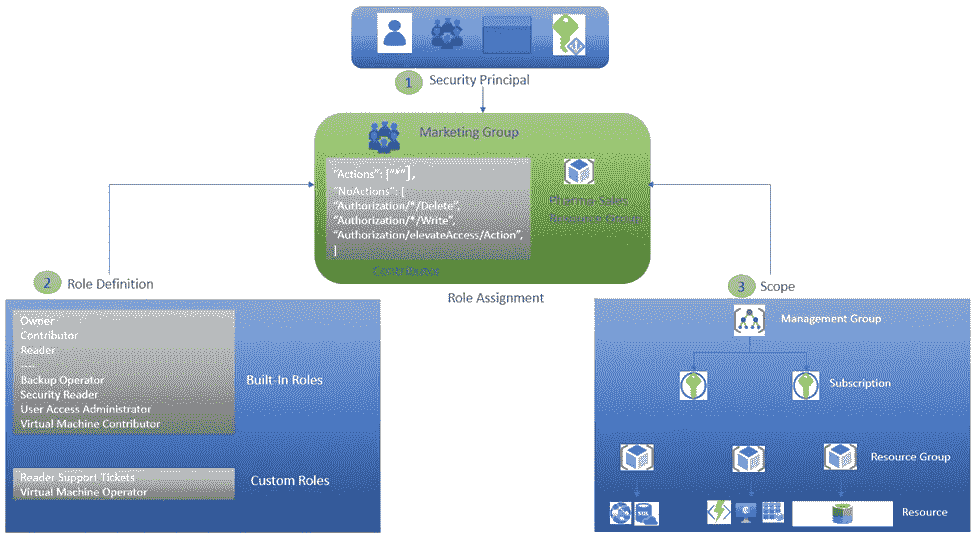 1
Security Principal
Marketing Group
"Actions": ["*"],
"NoActions": [
"Authorization/*/Delete",
"Authorization/*/Write",
"Authorization/elevateAccess/Action",
]
Contributor
Pharma Sales
Resource Group
Role Assignment
2
Role Definition
Owner
Contributor
Reader
....
Backup Operator
Security Reader
User Access Administrator
Virtual Machine Contributor
Built-In Roles
Reader Support Tickets
Virtual Machine Operator
Custom Roles
3
Scope
Management Group
Subscription
Resource Group
SQL
Resource